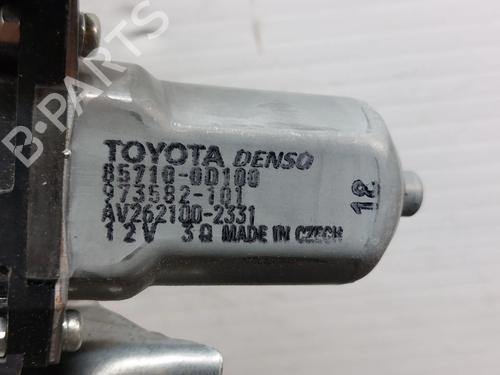 TOYOTA DENSO
85710-0D100
973582-101
AV262100-2331
12V 3Ω MADE IN CZECH
12
B-PARTS